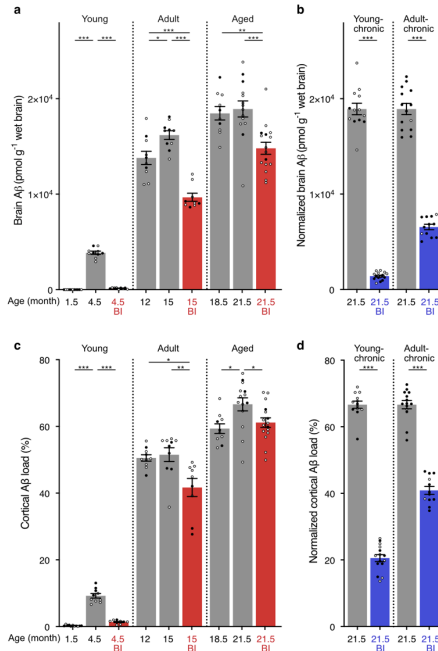 a
Young
Adult
Aged
***
***
***
*
***
**
***
Brain Aβ (pmol g⁻¹ wet brain)
2×10⁴
1×10⁴
0
Age (month) 1.5 4.5 4.5 12 15 15 18.5 21.5 21.5
BI BI BI
b
Young-
chronic
Adult-
chronic
***
***
Normalized brain Aβ (pmol g⁻¹ wet brain)
2×10⁴
1×10⁴
0
21.5 21.5 21.5 21.5
BI BI
c
Young
Adult
Aged
***
***
*
**
*
*
Cortical Aβ load (%)
80
60
40
20
0
Age (month) 1.5 4.5 4.5 12 15 15 18.5 21.5 21.5
BI BI BI
d
Young-
chronic
Adult-
chronic
***
***
Normalized cortical Aβ load (%)
80
60
40
20
0
21.5 21.5 21.5 21.5
BI BI